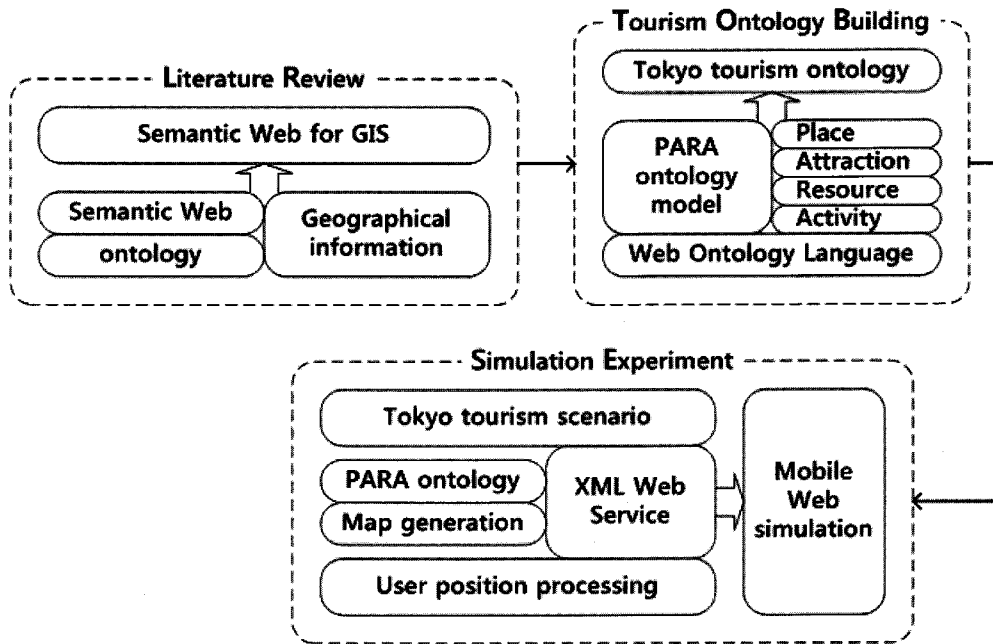 Literature Review
Semantic Web for GIS
Semantic Web
ontology
Geographical
information
Tourism Ontology Building
Tokyo tourism ontology
PARA
ontology
model
Place
Attraction
Resource
Activity
Web Ontology Language
Simulation Experiment
Tokyo tourism scenario
PARA ontology
Map generation
XML Web
Service
User position processing
Mobile
Web
simulation